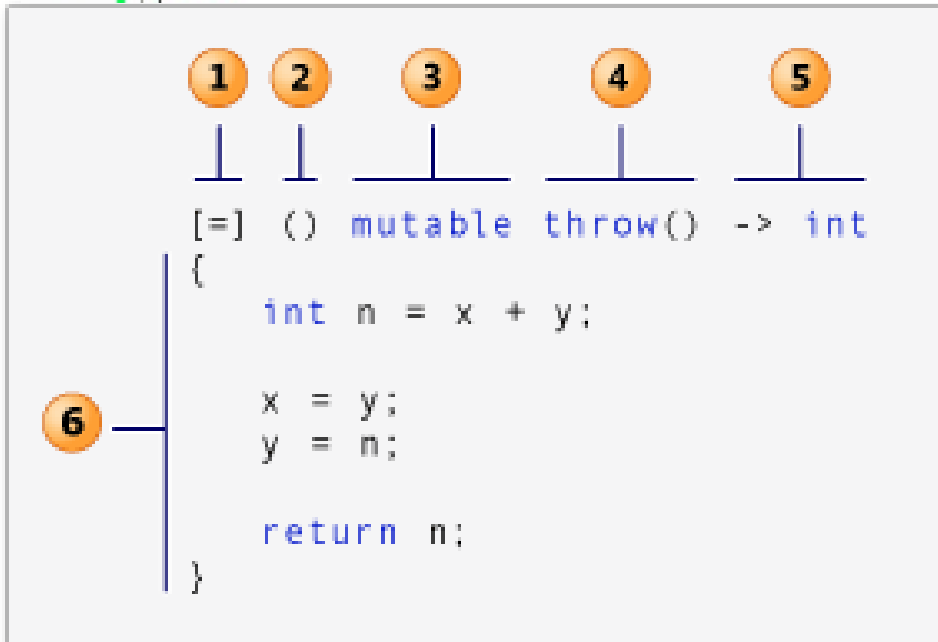 1 2 3 4 5
[=] () mutable throw() -> int
{
int n = x + y;
x = y;
y = n;
6
return n;
}